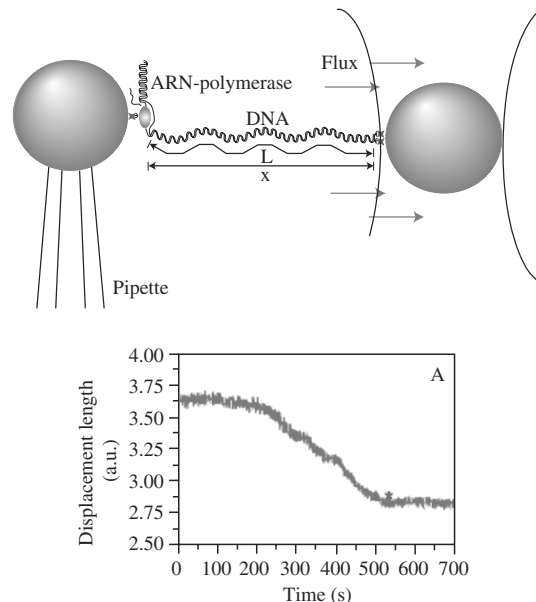 ARN-polymerase
Flux
DNA
L
x
Pipette
A
Displacement length
(a.u.)
4.00
3.75
3.50
3.25
3.00
2.75
2.50
0 100 200 300 400 500 600 700
Time (s)
*